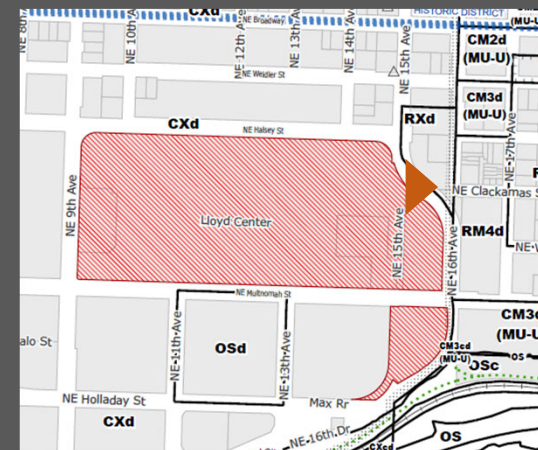 CXd
NE Broadway
HISTORIC DISTRICT
(MU-U)
NE 10th Ave
NE 12th Ave
NE 13th Ave
NE 14th Ave
NE 15th Ave
CM2d
(MU-U)
NE Weidler St
CM3d
(MU-U)
CXd
NE Halsey St
RXd
NE 17th Ave
NE 9th Ave
NE Clackamas S
Lloyd Center
NE 15th Ave
NE 16th Ave
RM4d
NE Multnomah St
CM3d
(MU-U
alo St
NE 11th Ave
OSd
NE 13th Ave
CM3cd
(MU-U)
OSc
OS
NE Holladay St
Max Rr
CXd
NE 16th Dr
OS
CXcd